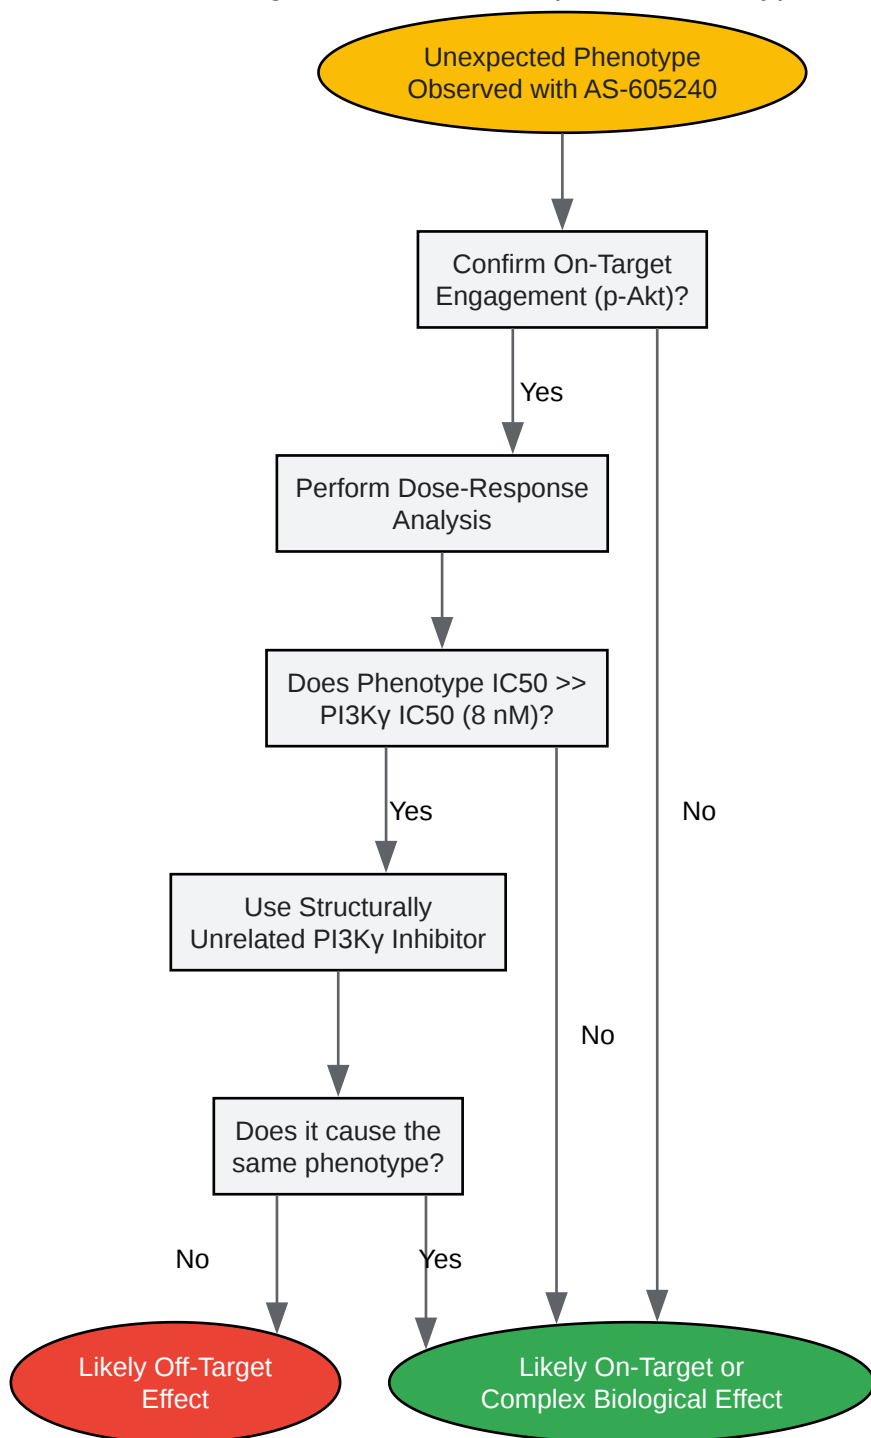 Unexpected Phenotype
Observed with AS-605240
Confirm On-Target
Engagement (p-Akt)?
Yes
Perform Dose-Response
Analysis
Does Phenotype IC50 >>
PI3Kγ IC50 (8 nM)?
Yes
No
Use Structurally
Unrelated PI3Kγ Inhibitor
No
Does it cause the
same phenotype?
No
Yes
Likely Off-Target
Effect
Likely On-Target or
Complex Biological Effect